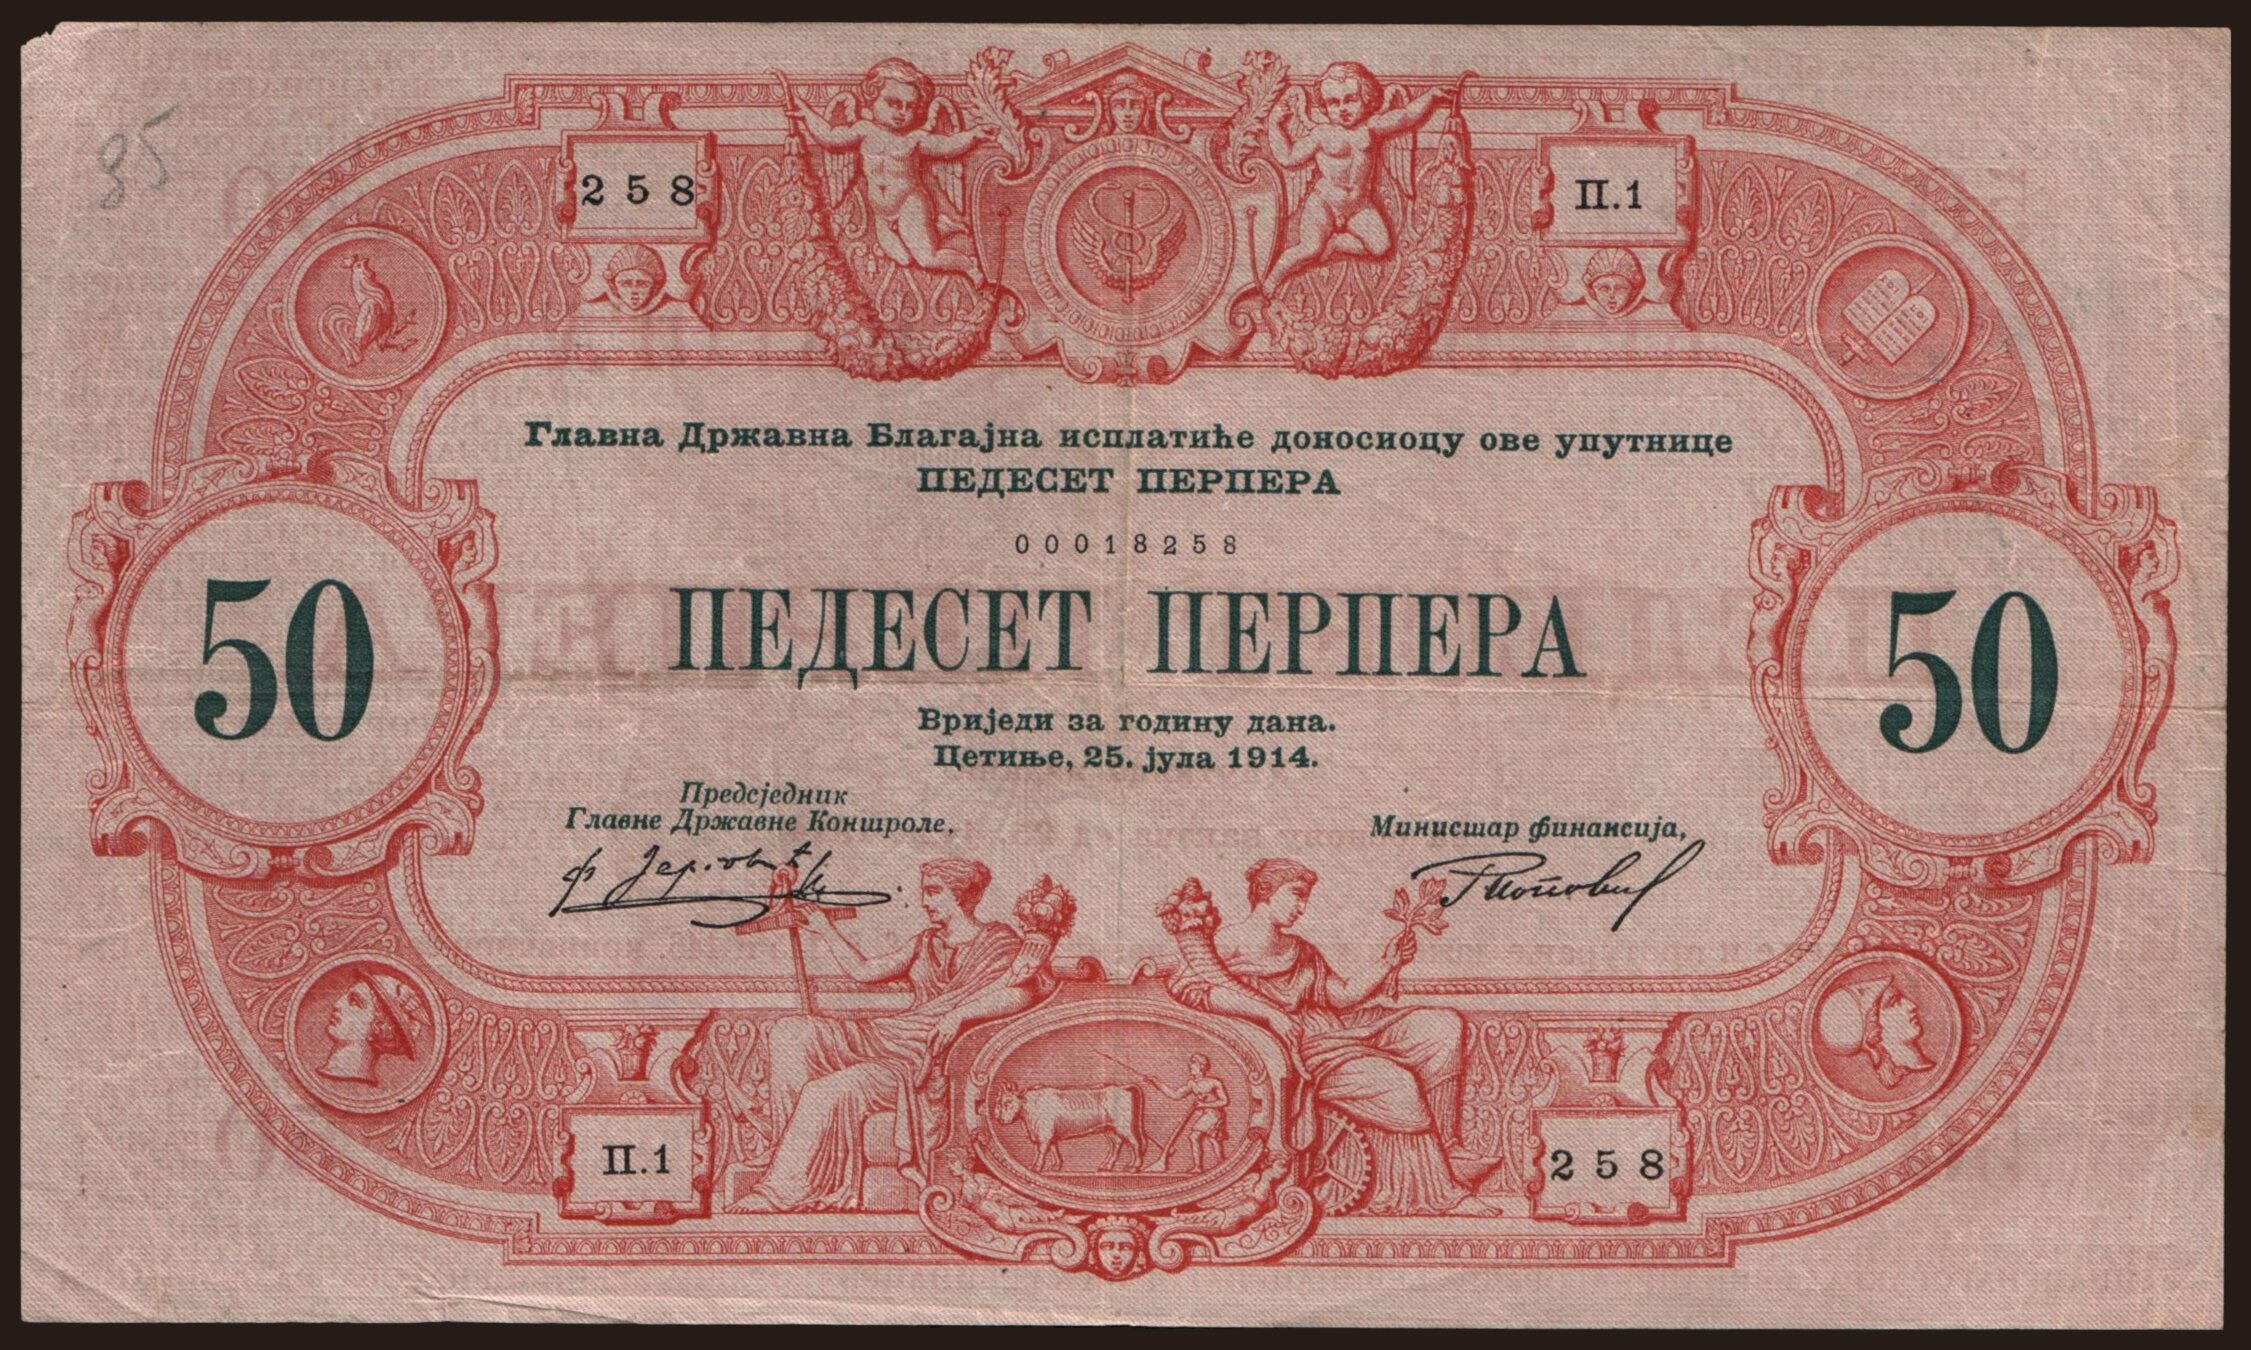 35
258
П.1
Главна Државна Благајна исплатиће доносиоцу ове упутнице
ПЕДЕСЕТ ПЕРПЕРА
00018258
50
ПЕДЕСЕТ ПЕРПЕРА
50
Вриједи за годину дана.
Цетиње, 25. јула 1914.
Предсједник
Главне Државне Контроле,
Министар финансија,
П.1
258